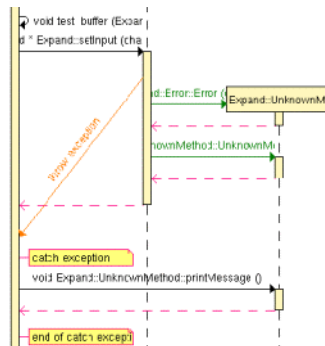 void test_buffer (Expar
d * Expand::setInput (cha
nd::Error::Error (
Expand::UnknownM
nownMethod::UnknownM
throw exception
catch exception
void Expand::UnknownMethod::printMessage ()
end of catch excepti